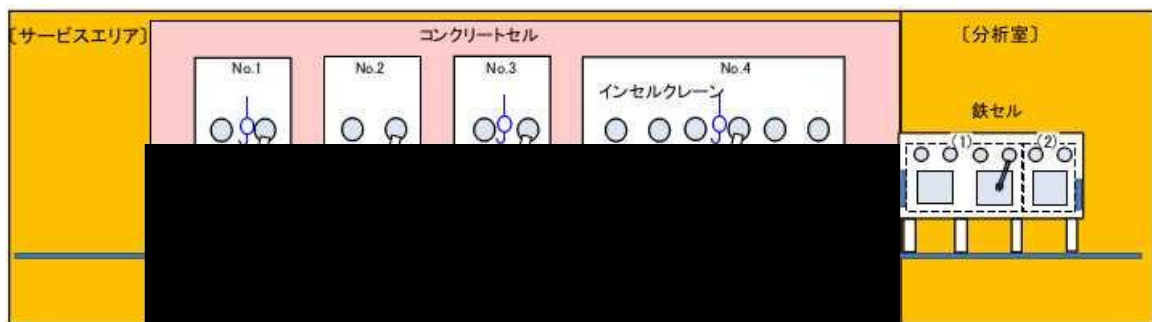 〔サービスエリア〕
コンクリートセル
〔分析室〕
No.1
No.2
No.3
No.4
インセルクレーン
鉄セル
(1)
(2)